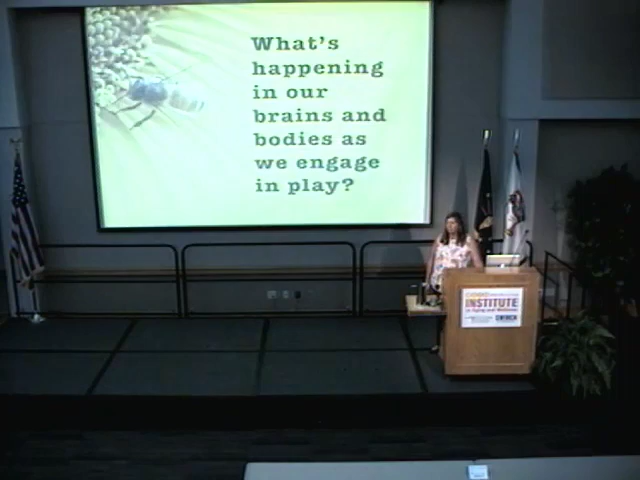 What's
happening
in our
brains and
bodies as
we engage
in play?
INSTITUTE